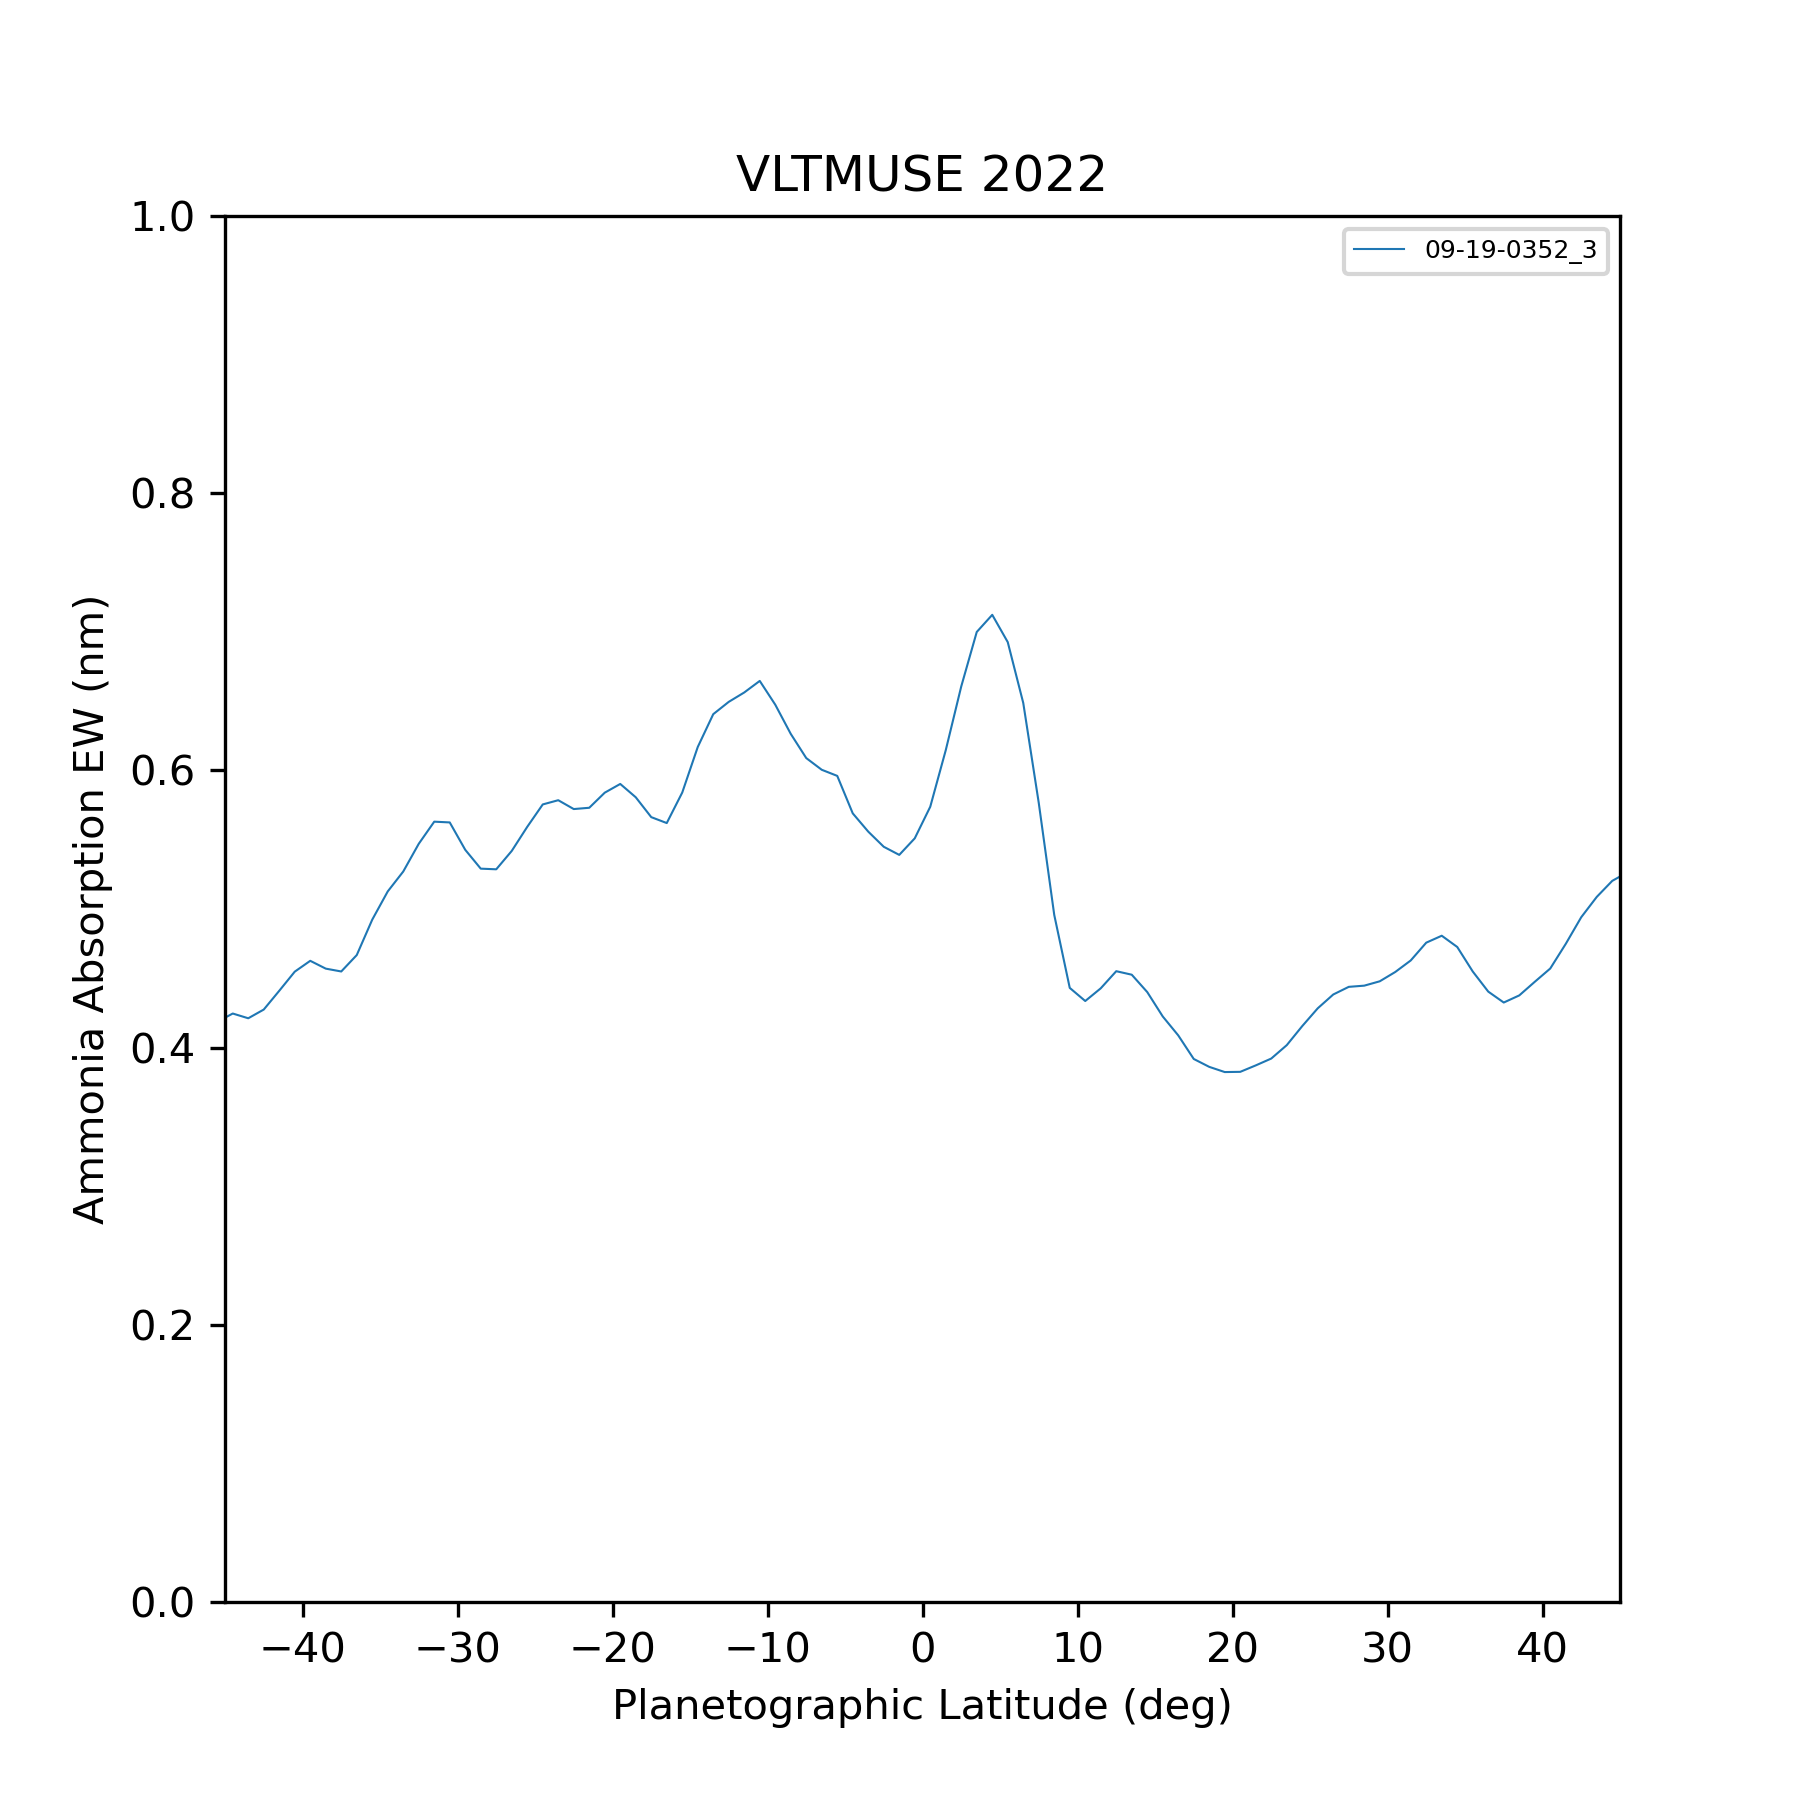 VLTMUSE 2022
09-19-0352_3
1.0
0.8
0.6
0.4
0.2
0.0
Ammonia Absorption EW (nm)
−40 −30 −20 −10 0 10 20 30 40
Planetographic Latitude (deg)